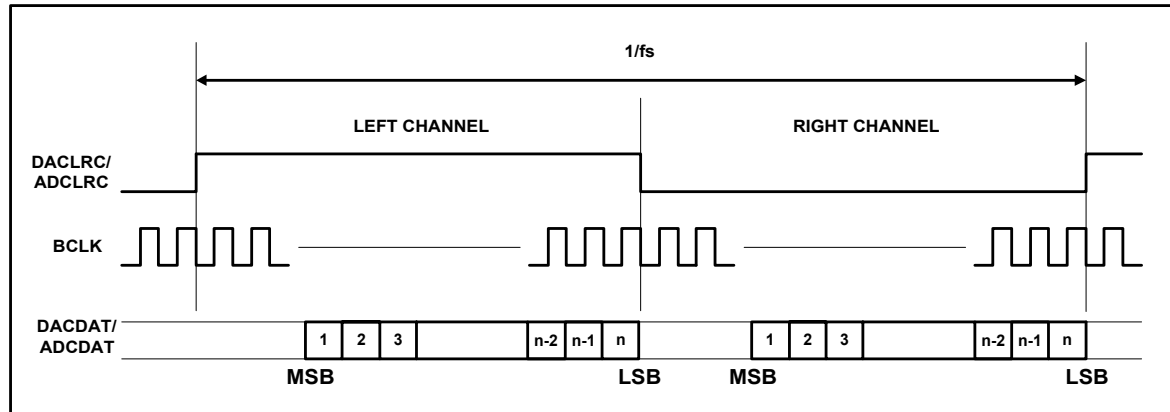 1/fs
LEFT CHANNEL RIGHT CHANNEL
DACLRC/
ADCLRC
BCLK
DACDAT/
ADCDAT
1 2 3 n-2 n-1 n 1 2 3 n-2 n-1 n
MSB LSB MSB LSB